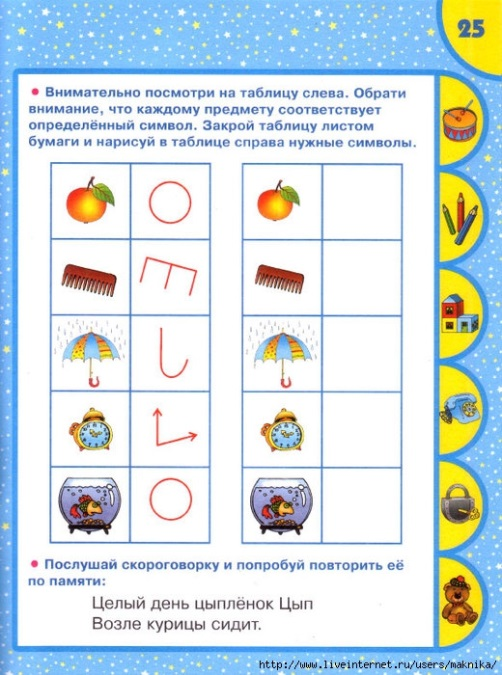 25
• Внимательно посмотри на таблицу слева. Обрати
внимание, что каждому предмету соответствует
определённый символ. Закрой таблицу листом
бумаги и нарисуй в таблице справа нужные символы.
• Послушай скороговорку и попробуй повторить её
по памяти:
Целый день цыплёнок Цып
Возле курицы сидит.
http://www.liveinternet.ru/users/maknika/